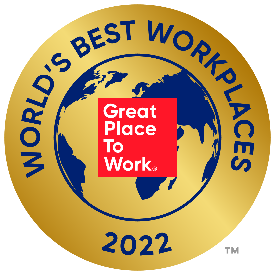 WORLD'S BEST WORKPLACES
Great
Place
To
Work®
2022
TM